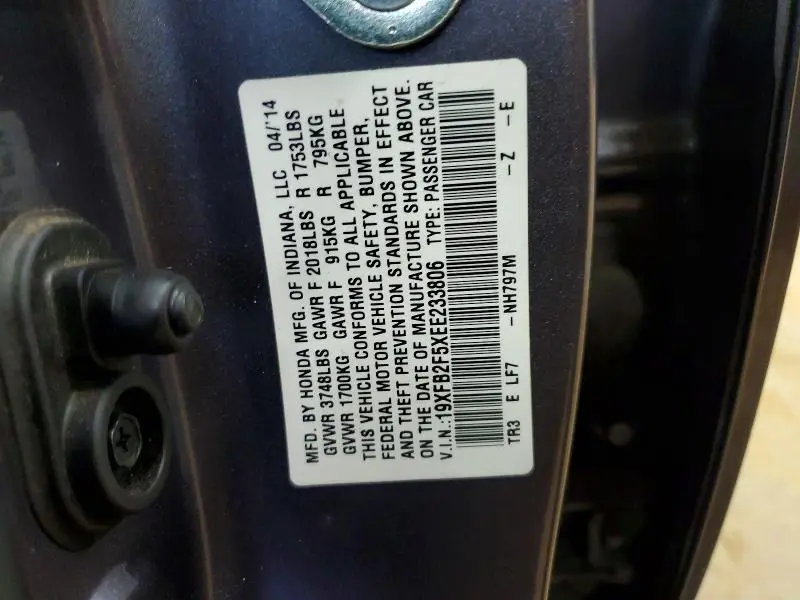 MFD. BY HONDA MFG. OF INDIANA, LLC 04/'14
GVWR 3748LBS GAWR F 2018LBS R 1753LBS
GVWR 1700KG GAWR F 915KG R 795KG
THIS VEHICLE CONFORMS TO ALL APPLICABLE
FEDERAL MOTOR VEHICLE SAFETY, BUMPER,
AND THEFT PREVENTION STANDARDS IN EFFECT
ON THE DATE OF MANUFACTURE SHOWN ABOVE.
V.I.N.:19XFB2F5XEE233806 TYPE: PASSENGER CAR
TR3 E LF7 -NH797M -Z -E